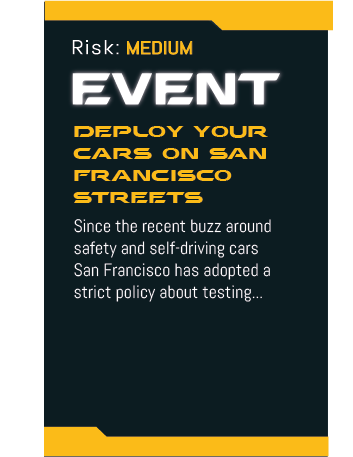 Risk: MEDIUM
EVENT
DEPLOY YOUR
CARS ON SAN
FRANCISCO
STREETS
Since the recent buzz around
safety and self-driving cars
San Francisco has adopted a
strict policy about testing...